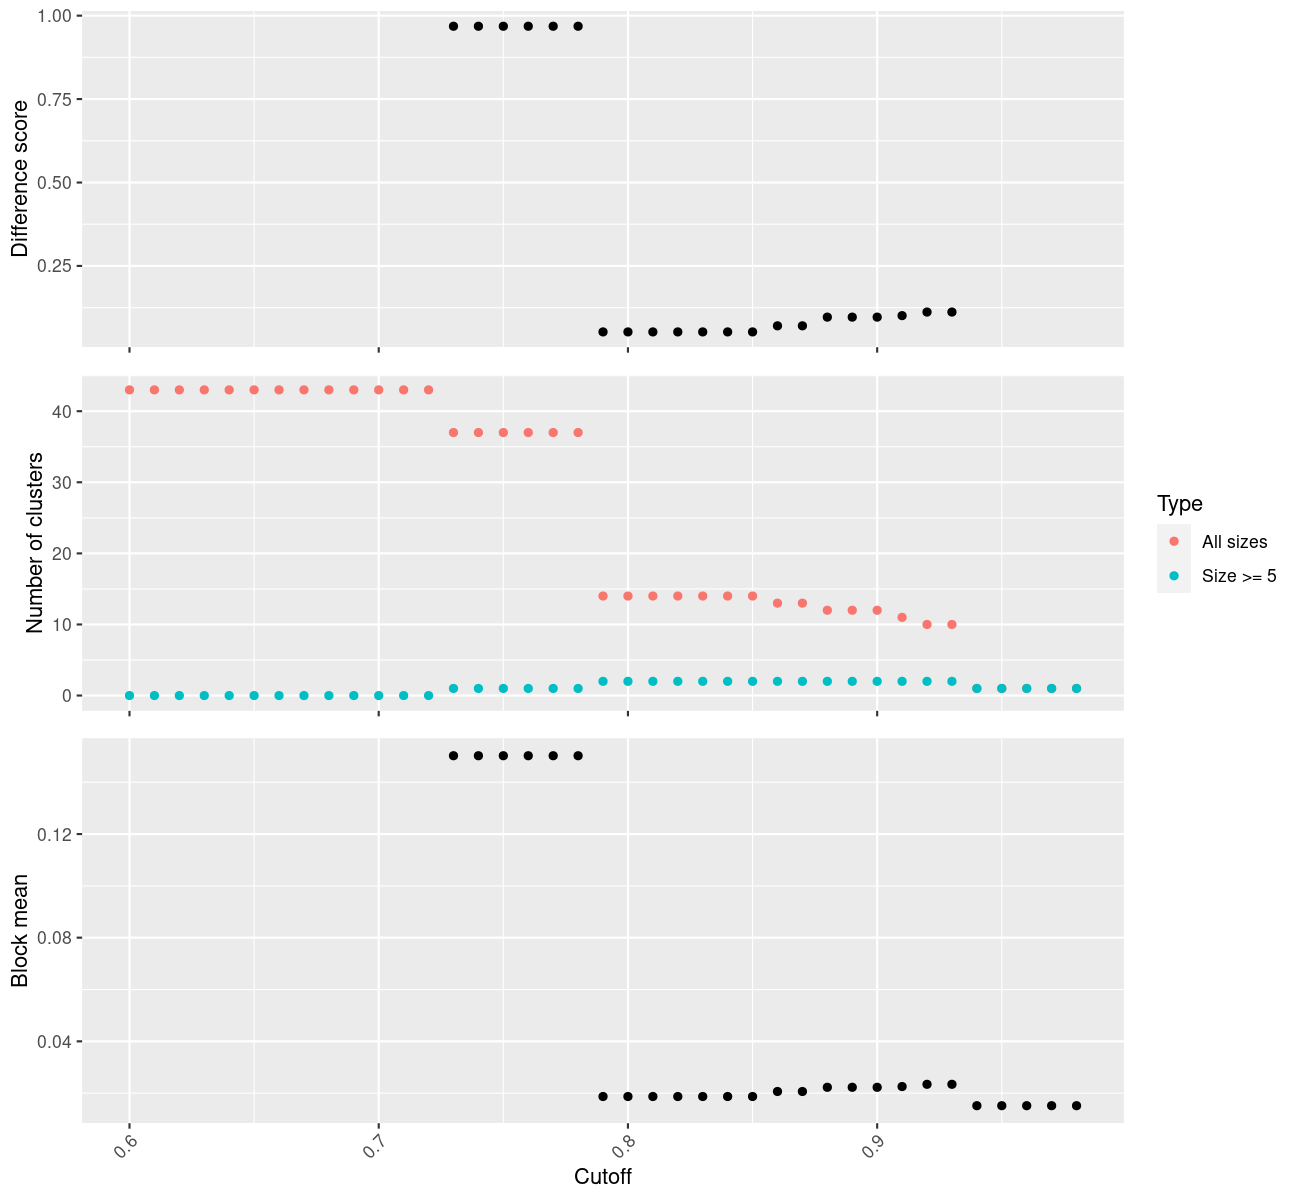 Difference score
1.00
0.75
0.50
0.25
Number of clusters
40
30
20
10
0
Type
All sizes
Size >= 5
Block mean
0.12
0.08
0.04
0.6
0.7
0.8
0.9
Cutoff